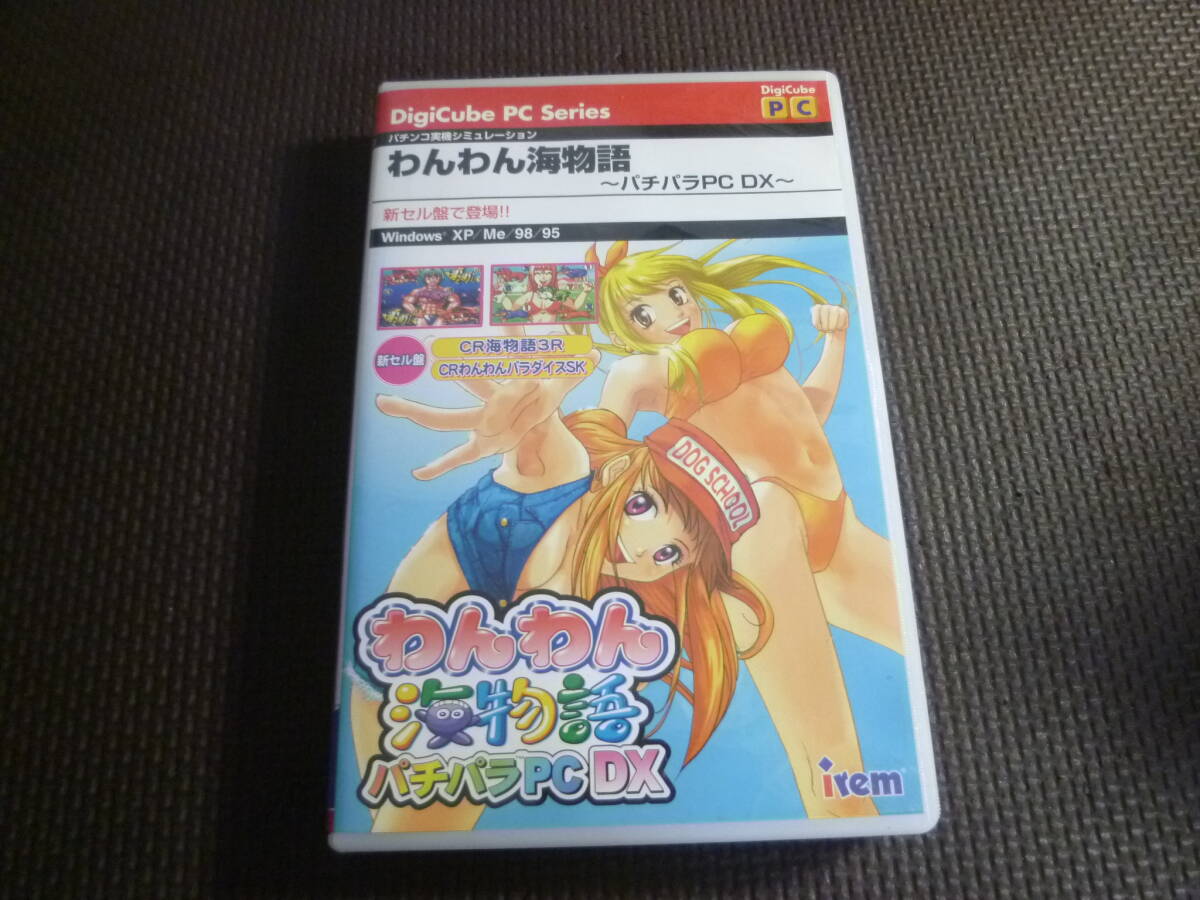 DigiCube PC Series
DigiCube
PC
パチンコ実機シミュレーション
わんわん海物語
～パチパラPC DX～
新セル盤で登場!!
Windows® XP/Me/98/95
新セル盤
CR海物語3R
CRわんわんパラダイスSK
DOG SCHOOL
わんわん
海物語
パチパラPC DX
irem®